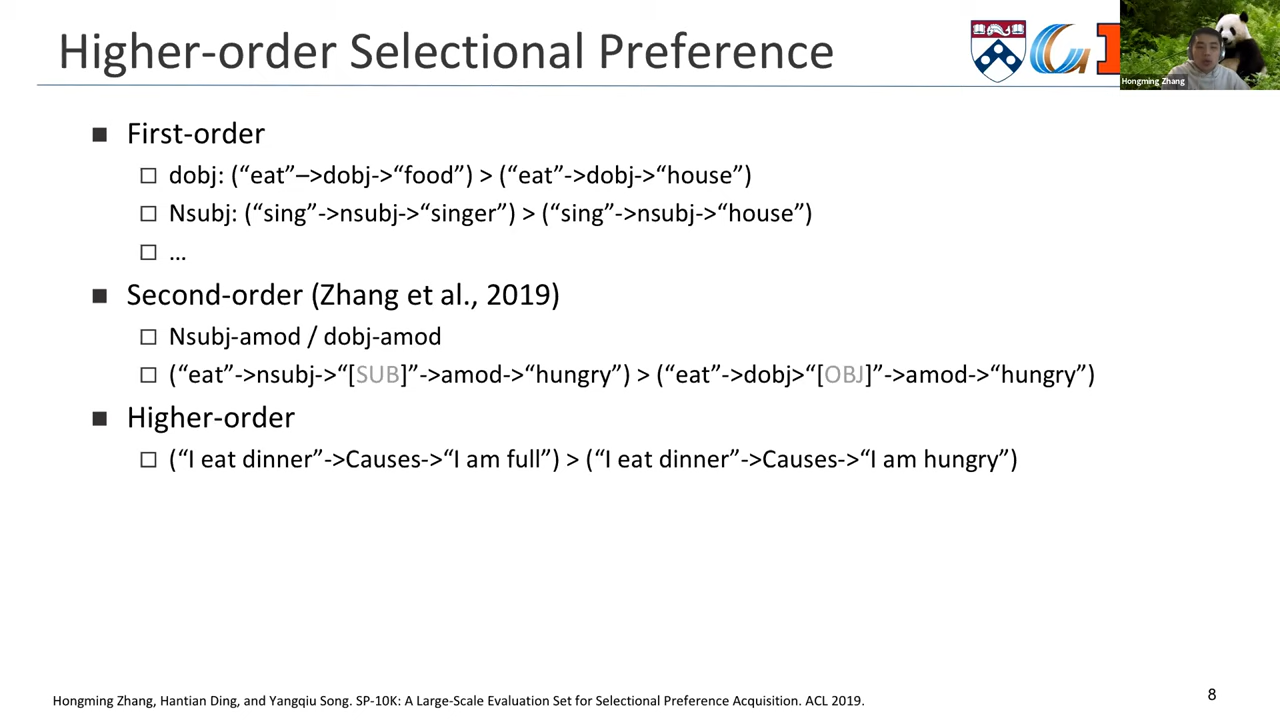 Higher-order Selectional Preference
Hongming Zhang
■ First-order
□ dobj: (“eat”–>dobj->“food”) > (“eat”->dobj->“house”)
□ Nsubj: (“sing”->nsubj->“singer”) > (“sing”->nsubj->“house”)
□ …
■ Second-order (Zhang et al., 2019)
□ Nsubj-amod / dobj-amod
□ (“eat”->nsubj->“[SUB]”->amod->“hungry”) > (“eat”->dobj>“[OBJ]”->amod->“hungry”)
■ Higher-order
□ (“I eat dinner”->Causes->“I am full”) > (“I eat dinner”->Causes->“I am hungry”)
Hongming Zhang, Hantian Ding, and Yangqiu Song. SP-10K: A Large-Scale Evaluation Set for Selectional Preference Acquisition. ACL 2019.
8